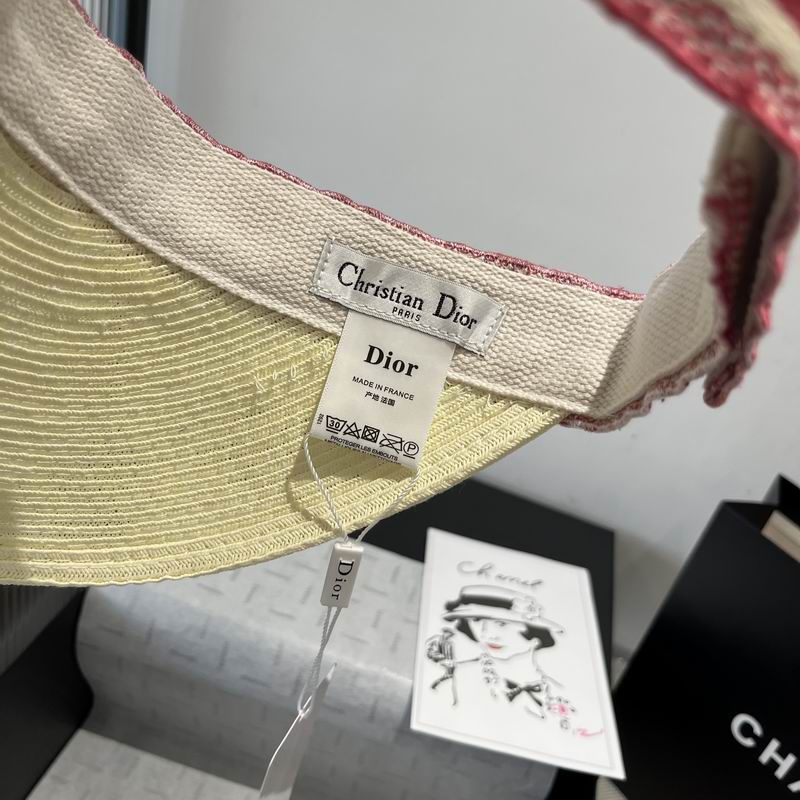 Christian Dior
PARIS
Dior
MADE IN FRANCE
产地 法国
30
P
PROTEGER LES EMBOUTS
Dior
Chanel
CHA